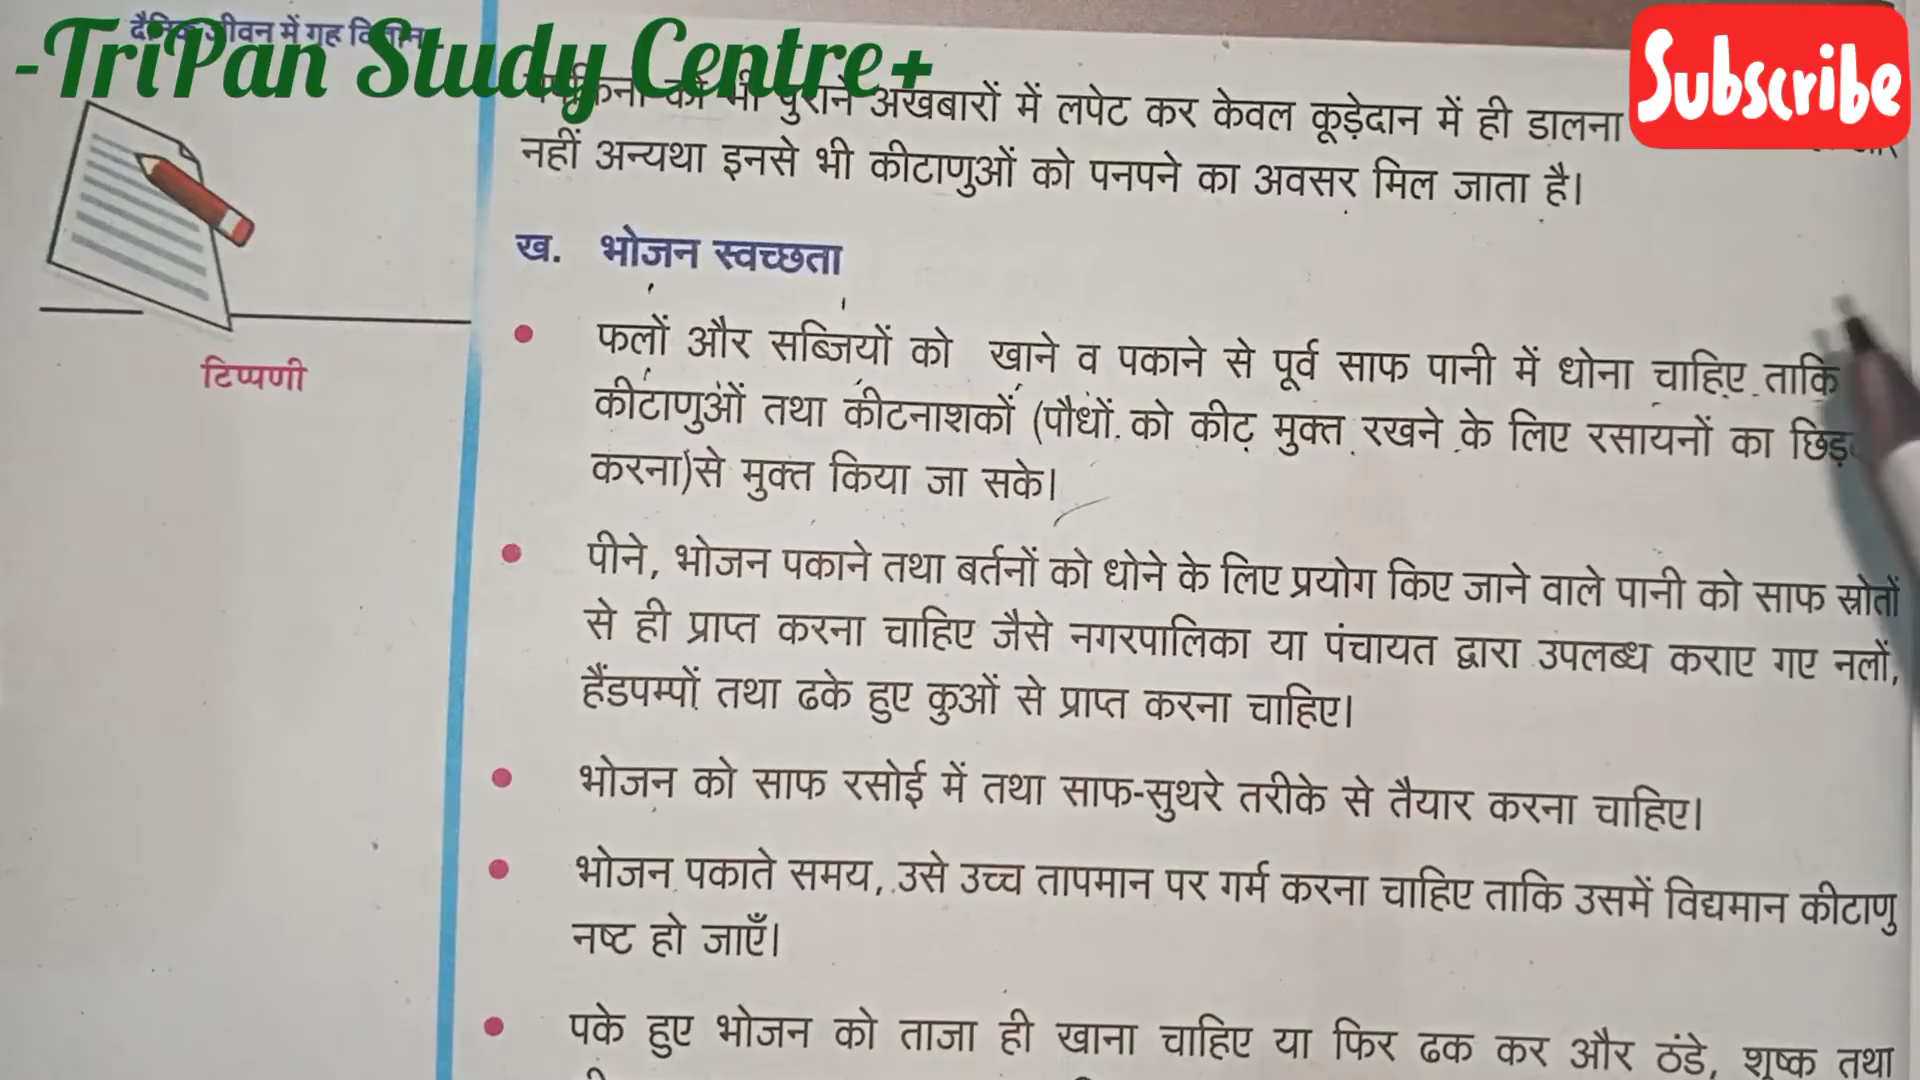 दैनिक जीवन में गृह विज्ञान
-TriPan Study Centre+
Subscribe
को भी पुराने अखबारों में लपेट कर केवल कूड़ेदान में ही डालना
नहीं अन्यथा इनसे भी कीटाणुओं को पनपने का अवसर मिल जाता है।
ख. भोजन स्वच्छता
टिप्पणी
• फलों और सब्जियों को खाने व पकाने से पूर्व साफ पानी में धोना चाहिए ताकि
कीटाणुओं तथा कीटनाशकों (पौधों को कीट मुक्त रखने के लिए रसायनों का
करना)से मुक्त किया जा सके।
• पीने, भोजन पकाने तथा बर्तनों को धोने के लिए प्रयोग किए जाने वाले पानी को साफ स्रोतों
से ही प्राप्त करना चाहिए जैसे नगरपालिका या पंचायत द्वारा उपलब्ध कराए गए नलों,
हैंडपम्पों तथा ढके हुए कुओं से प्राप्त करना चाहिए।
• भोजन को साफ रसोई में तथा साफ-सुथरे तरीके से तैयार करना चाहिए।
• भोजन पकाते समय, उसे उच्च तापमान पर गर्म करना चाहिए ताकि उसमें विद्यमान कीटाणु
नष्ट हो जाएँ।
• पके हुए भोजन को ताजा ही खाना चाहिए या फिर ढक कर और ठंडे, शुष्क तथा